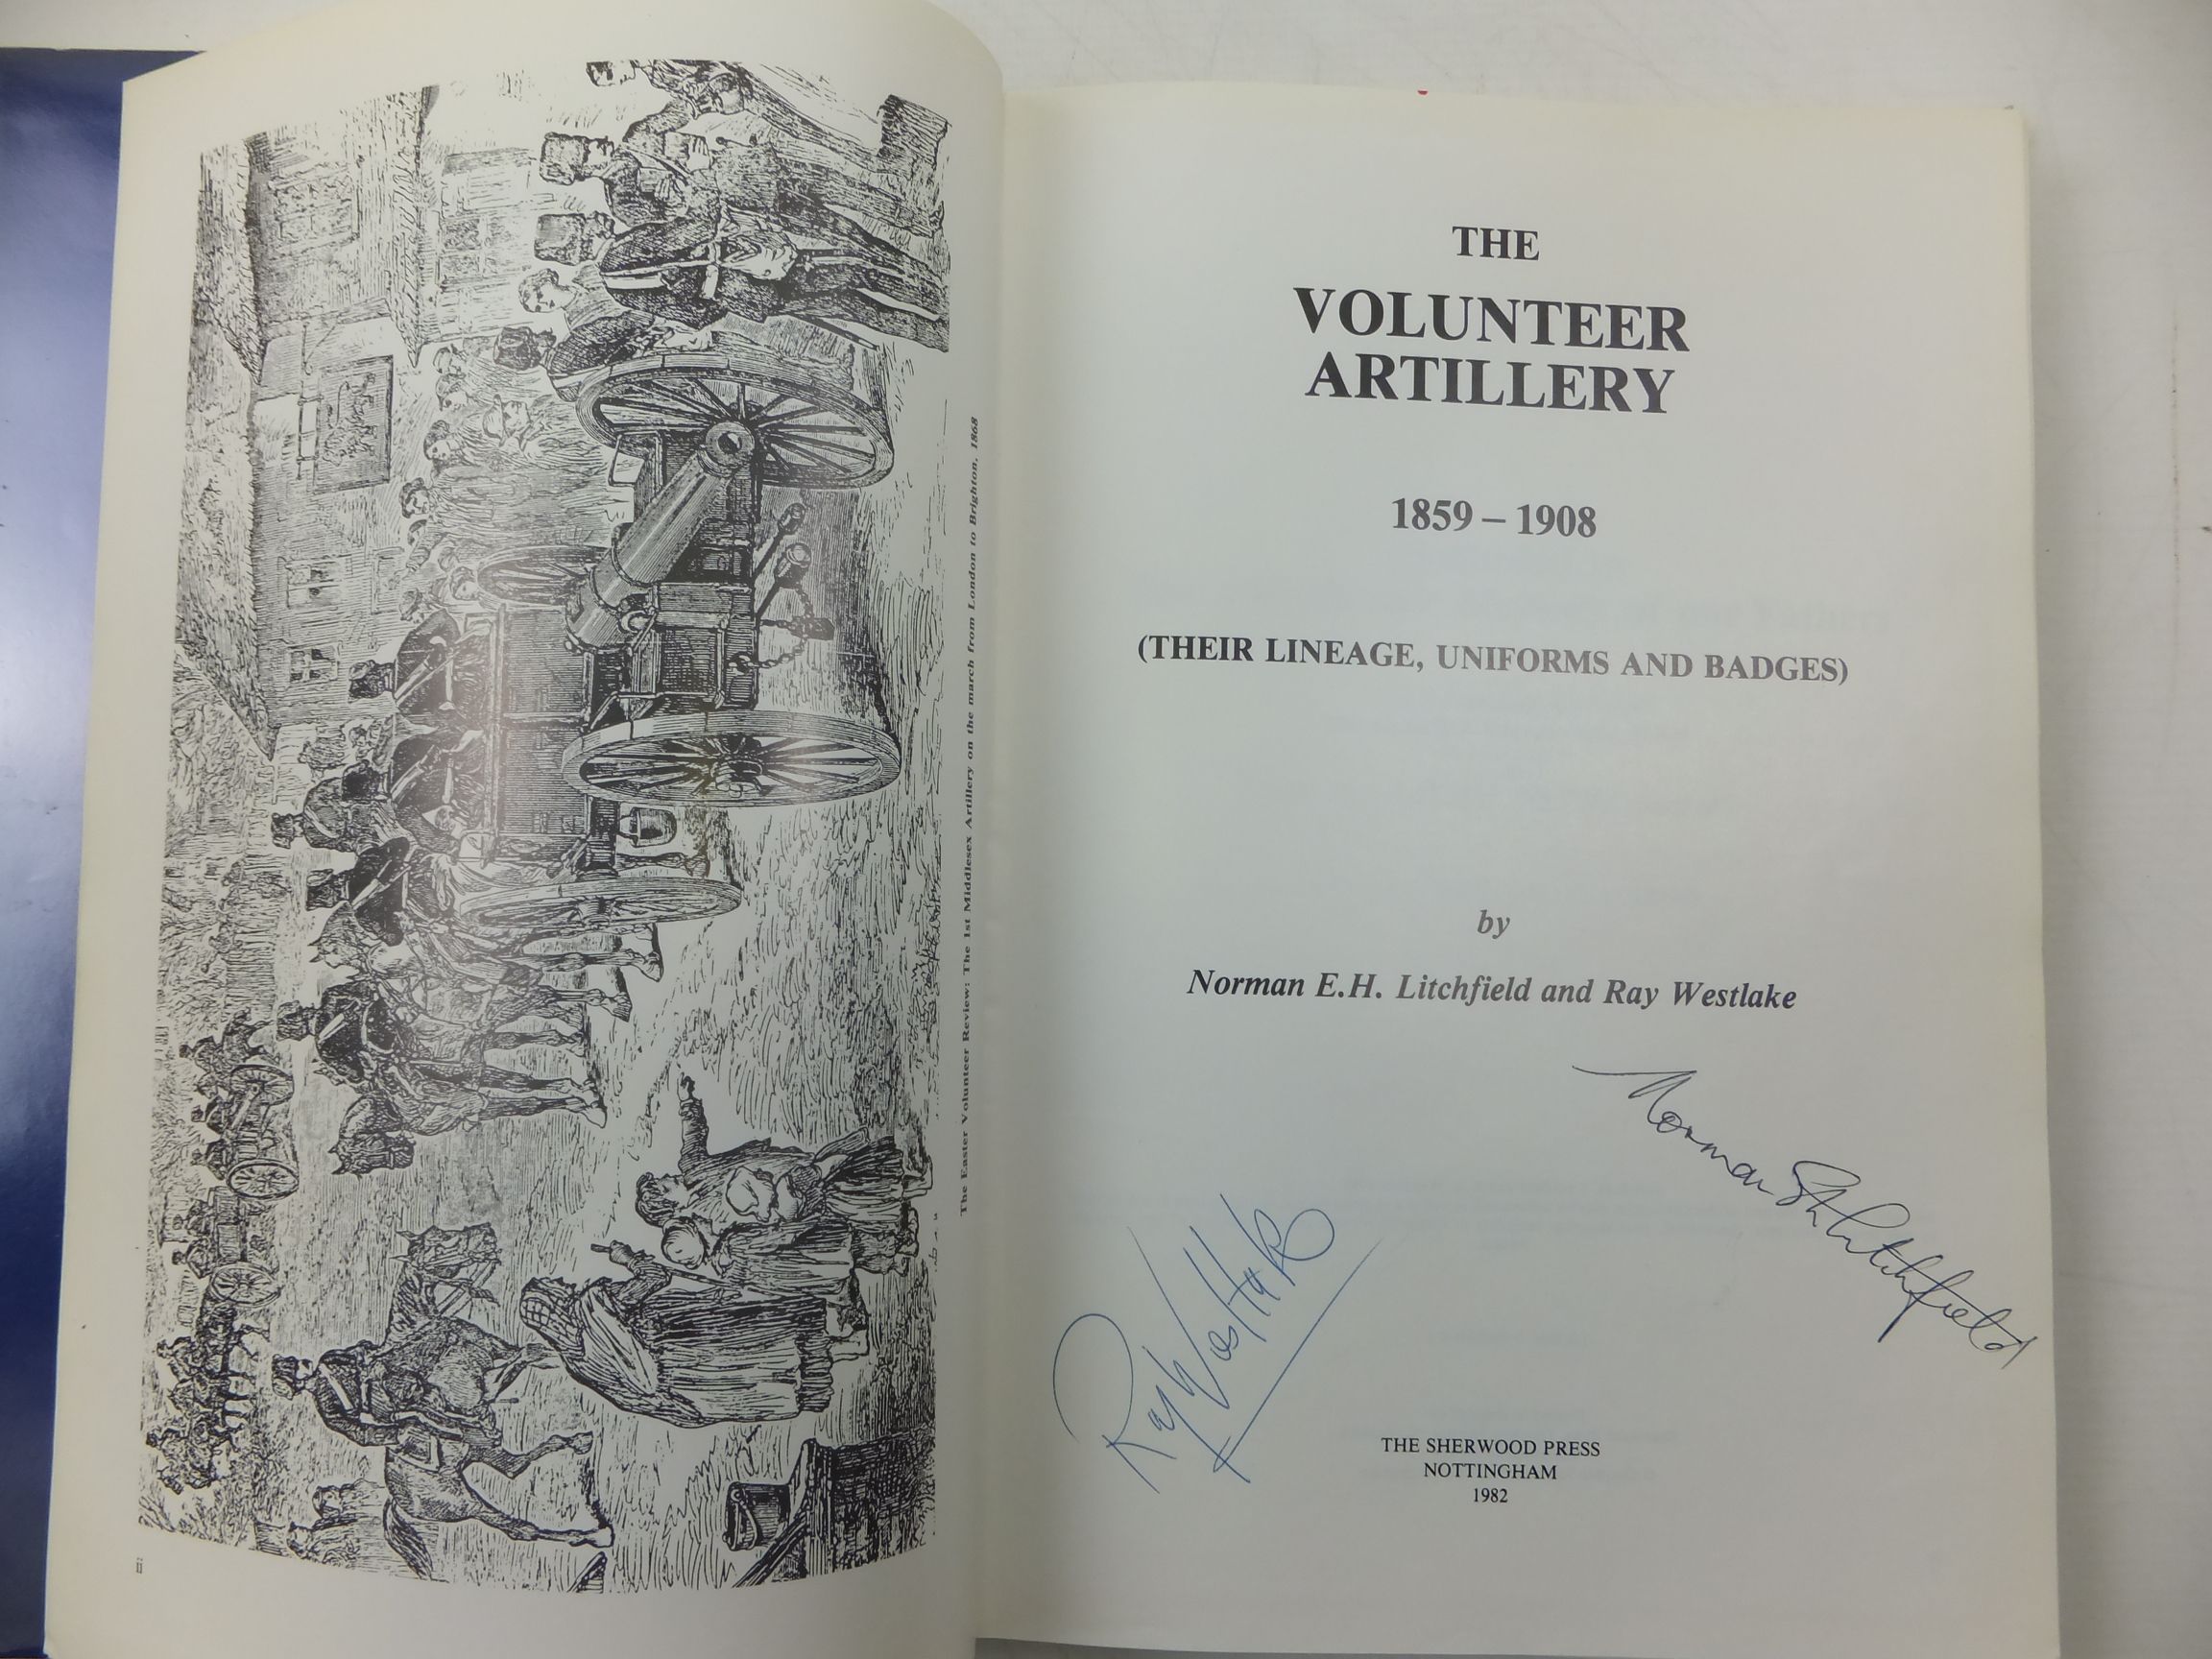 The Easter Volunteer Review: The 1st Middlesex Artillery on the march from London to Brighton, 1868
ii
THE
VOLUNTEER
ARTILLERY
1859 – 1908
(THEIR LINEAGE, UNIFORMS AND BADGES)
by
Norman E.H. Litchfield and Ray Westlake
Norman E H Litchfield
Ray Westlake
THE SHERWOOD PRESS
NOTTINGHAM
1982